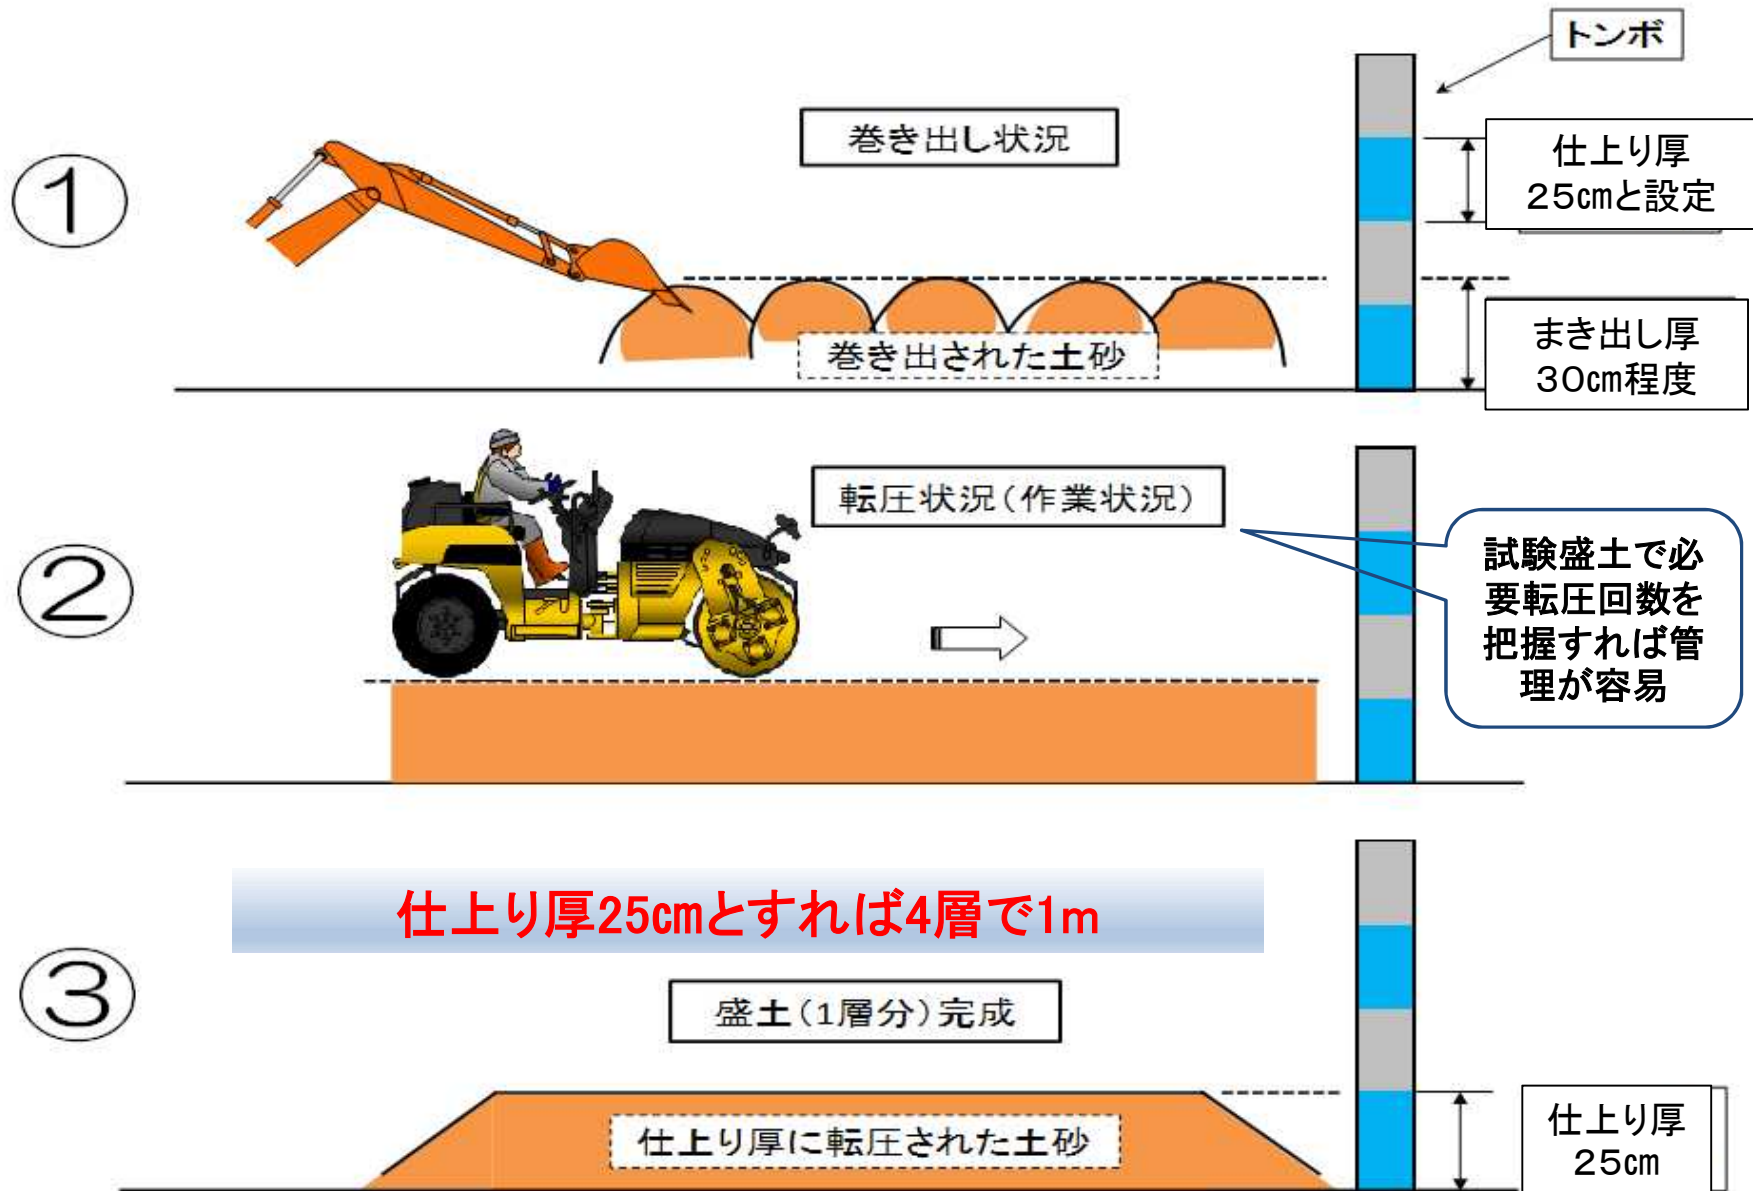 トンボ
①
巻き出し状況
仕上り厚
25㎝と設定
巻き出された土砂
まき出し厚
30㎝程度
②
転圧状況(作業状況)
試験盛土で必
要転圧回数を
把握すれば管
理が容易
仕上り厚25㎝とすれば4層で1m
③
盛土(1層分)完成
仕上り厚に転圧された土砂
仕上り厚
25㎝